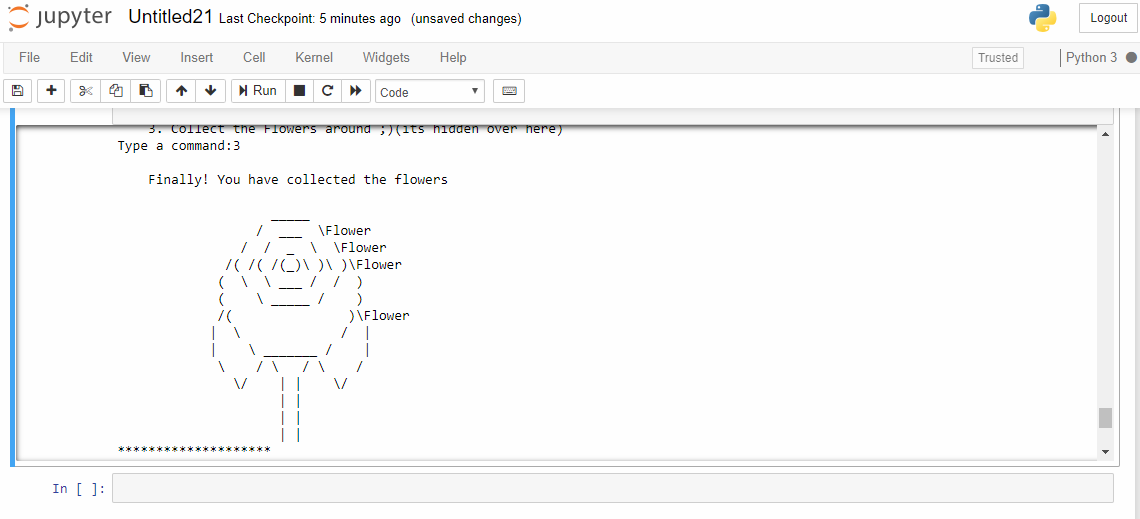 jupyter Untitled21 Last Checkpoint: 5 minutes ago (unsaved changes) Logout
File Edit View Insert Cell Kernel Widgets Help Trusted Python 3
Run Code
3. Collect the Flowers around ;)(its hidden over here)
Type a command:3
Finally! You have collected the flowers
                    _____
                  /  ___  \Flower
                /  /  _  \  \Flower
              /( /( /(_)\ )\ )\Flower
             (  \  \ ___ /  /  )
             (    \ _____ /    )
             /(               )\Flower
            |  \             /  |
            |    \ _______ /    |
             \    / \   / \    /
               \/    | |    \/
                     | |
                     | |
                     | |
********************
In [ ]: